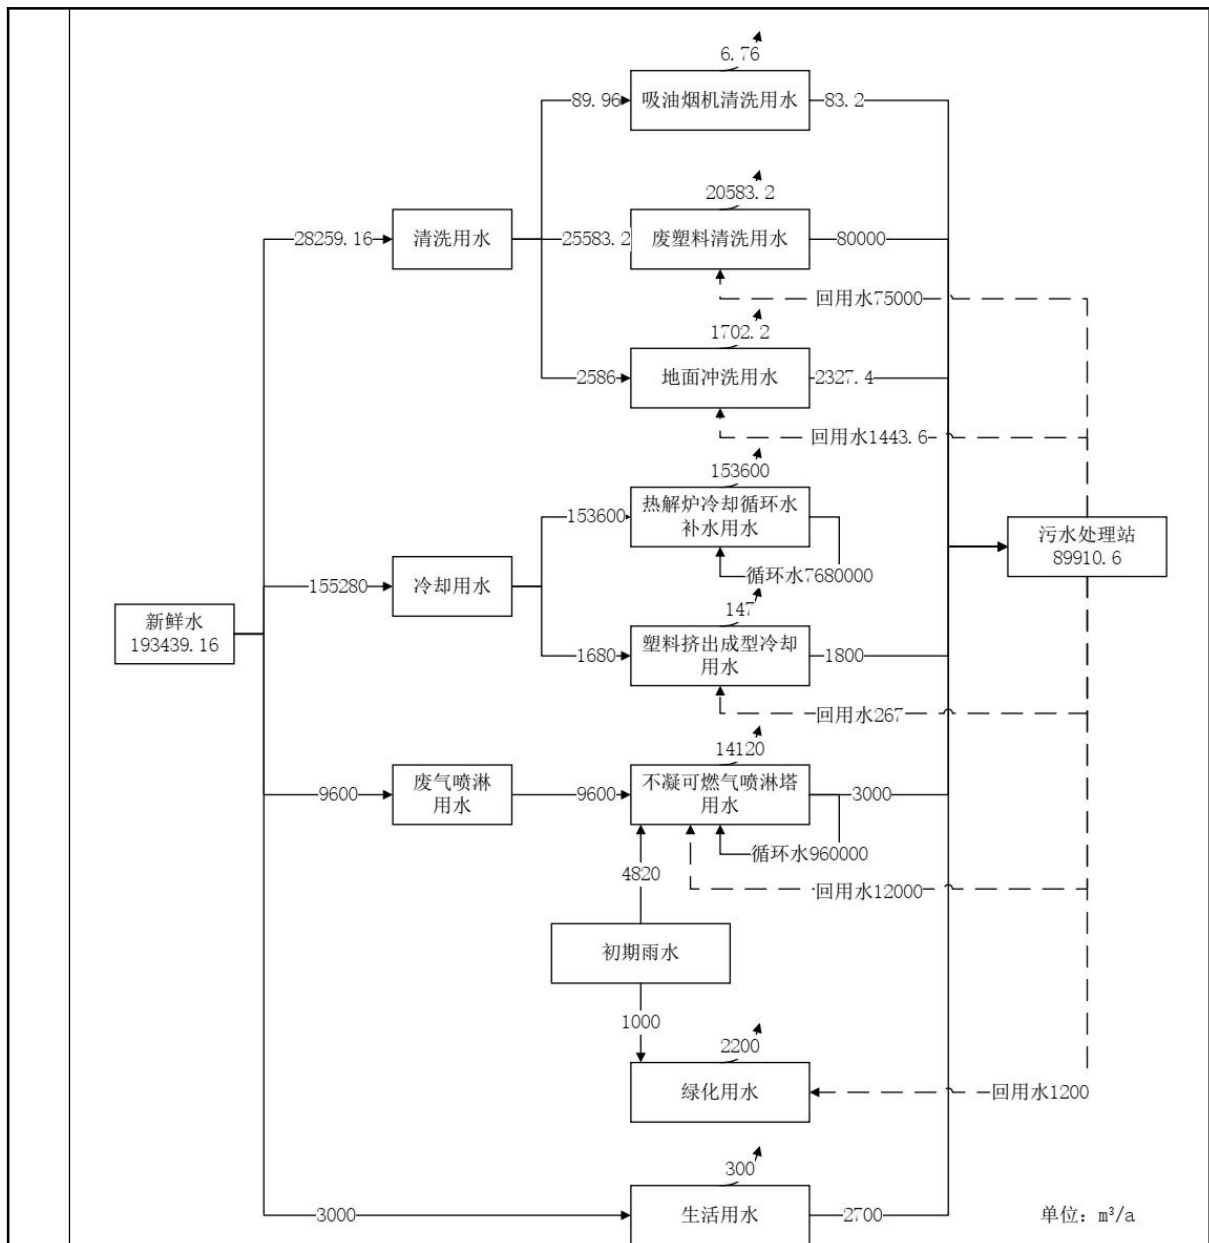 6.76
89.96
吸油烟机清洗用水
83.2
20583.2
28259.16
清洗用水
25583.2
废塑料清洗用水
80000
回用水75000
1702.2
2586
地面冲洗用水
2327.4
回用水1443.6
153600
153600
热解炉冷却循环水
补水用水
污水处理站
89910.6
循环水7680000
155280
冷却用水
147
新鲜水
193439.16
1680
塑料挤出成型冷却
用水
1800
回用水267
14120
9600
废气喷淋
用水
9600
不凝可燃气喷淋塔
用水
3000
循环水960000
4820
回用水12000
初期雨水
1000
2200
绿化用水
回用水1200
300
3000
生活用水
2700
单位：m³/a